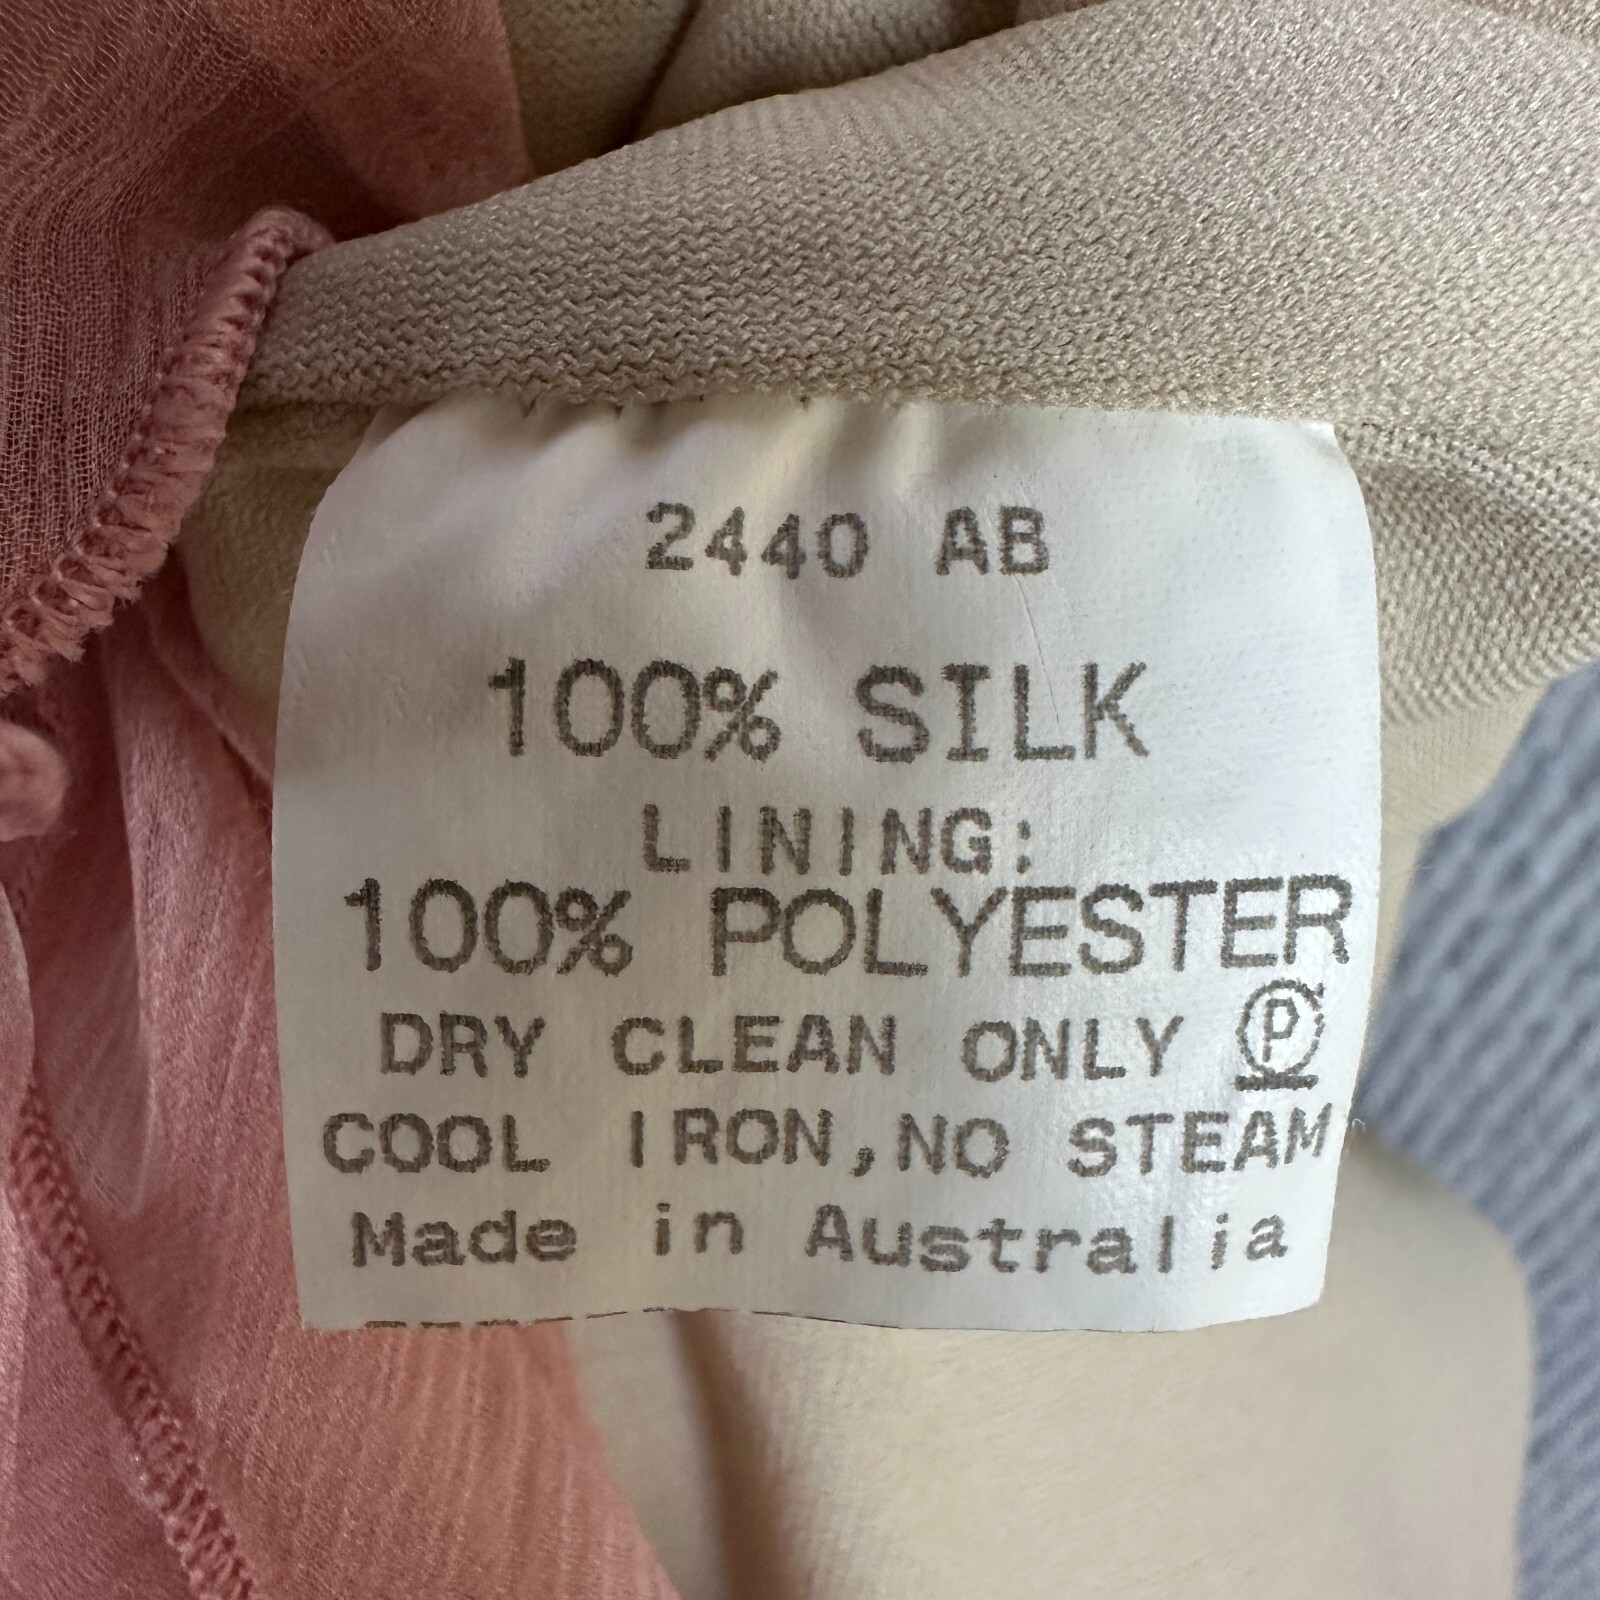 2440 AB
100% SILK
LINING:
100% POLYESTER
DRY CLEAN ONLY Ⓟ
COOL IRON,NO STEAM
Made in Australia